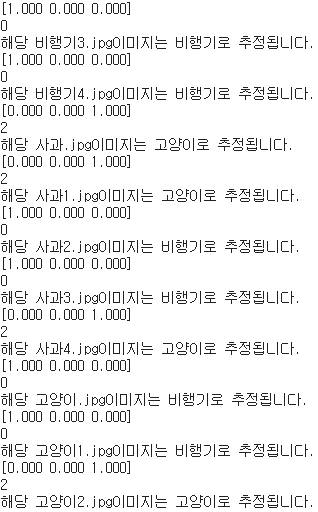 [1.000 0.000 0.000]
0
해당 비행기3.jpg이미지는 비행기로 추정됩니다.
[1.000 0.000 0.000]
0
해당 비행기4.jpg이미지는 비행기로 추정됩니다.
[0.000 0.000 1.000]
2
해당 사과.jpg이미지는 고양이로 추정됩니다.
[0.000 0.000 1.000]
2
해당 사과1.jpg이미지는 고양이로 추정됩니다.
[1.000 0.000 0.000]
0
해당 사과2.jpg이미지는 비행기로 추정됩니다.
[1.000 0.000 0.000]
0
해당 사과3.jpg이미지는 비행기로 추정됩니다.
[0.000 0.000 1.000]
2
해당 사과4.jpg이미지는 고양이로 추정됩니다.
[1.000 0.000 0.000]
0
해당 고양이.jpg이미지는 비행기로 추정됩니다.
[1.000 0.000 0.000]
0
해당 고양이1.jpg이미지는 비행기로 추정됩니다.
[0.000 0.000 1.000]
2
해당 고양이2.jpg이미지는 고양이로 추정됩니다.